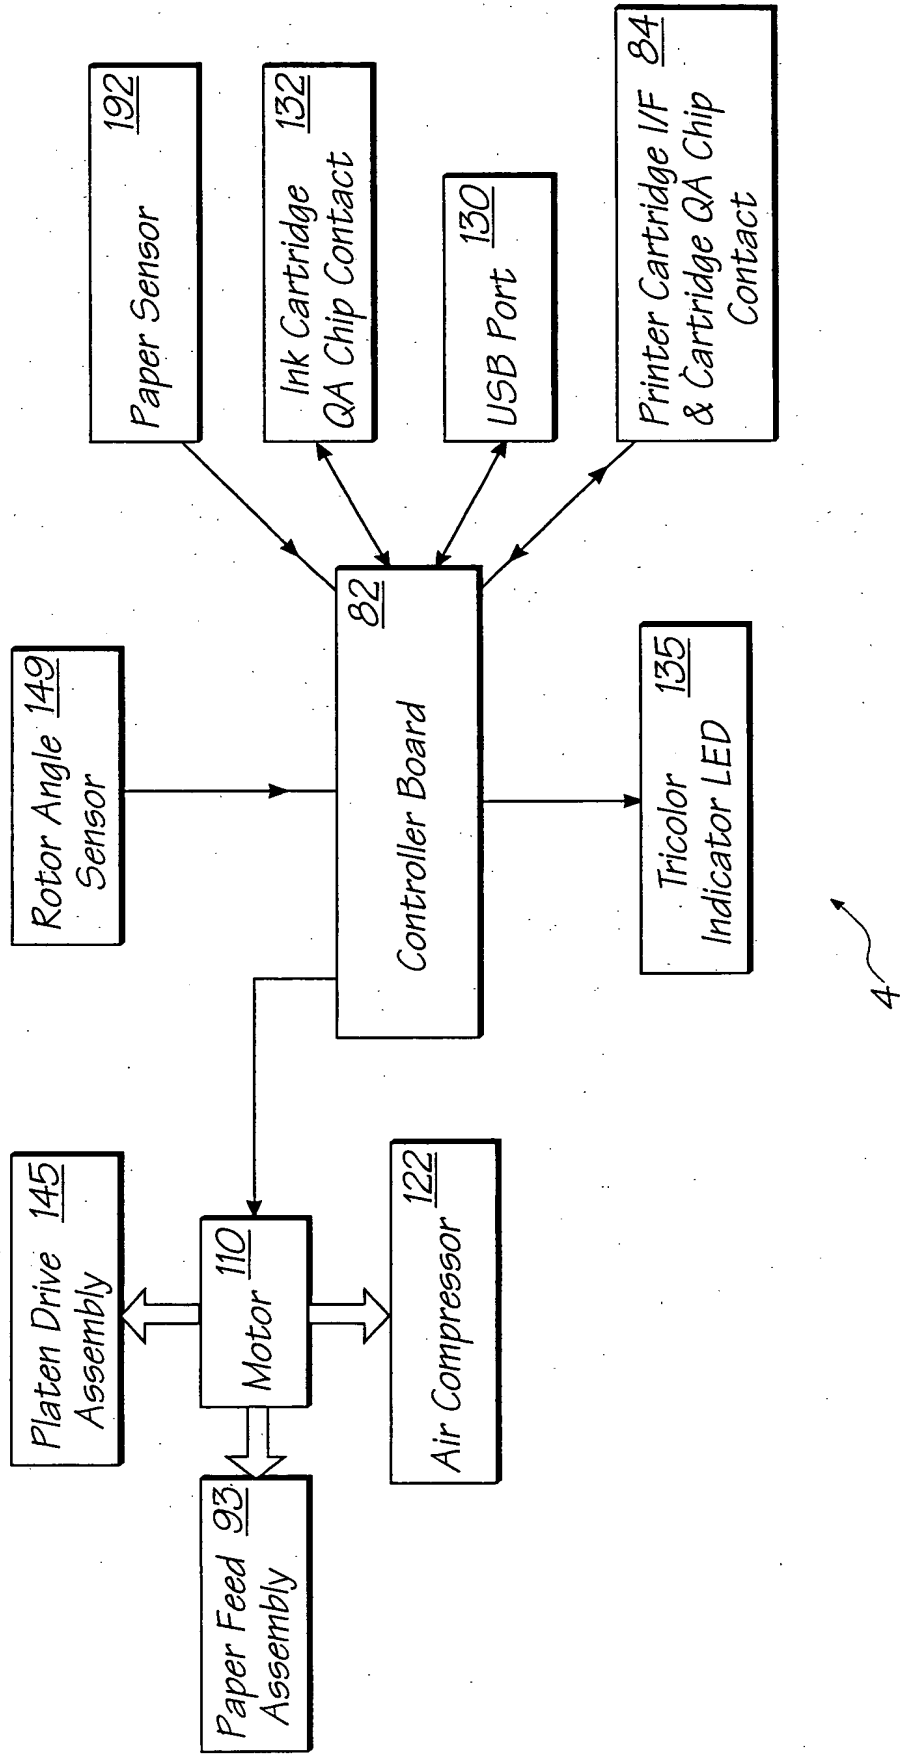 Platen Drive 145
Assembly
Rotor Angle 149
Sensor
Paper Sensor
192
Paper Feed 93
Assembly
Motor
110
Ink Cartridge
132
QA Chip Contact
Controller Board
82
Air Compressor
122
USB Port
130
Tricolor
135
Indicator LED
Printer Cartridge I/F 84
& Cartridge QA Chip
Contact
4